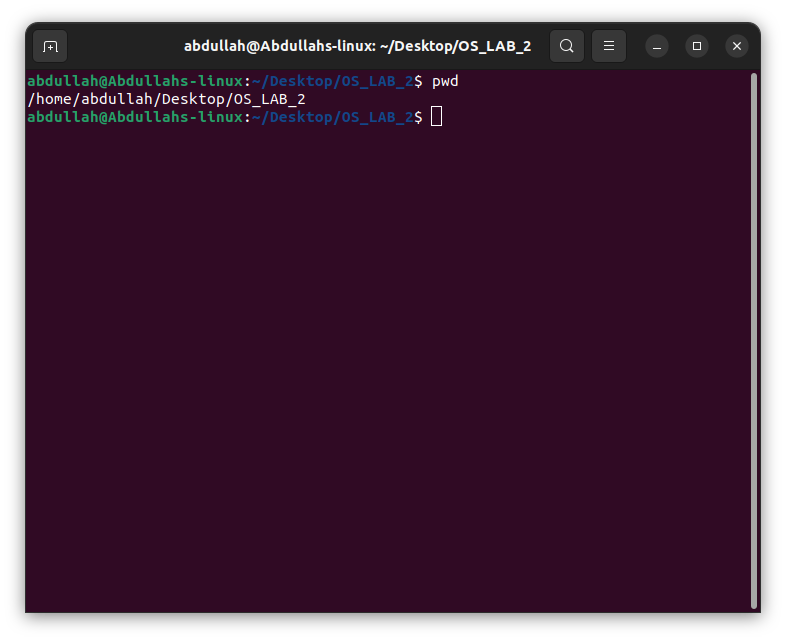 abdullah@Abdullahs-linux: ~/Desktop/OS_LAB_2
abdullah@Abdullahs-linux:~/Desktop/OS_LAB_2$ pwd
/home/abdullah/Desktop/OS_LAB_2
abdullah@Abdullahs-linux:~/Desktop/OS_LAB_2$